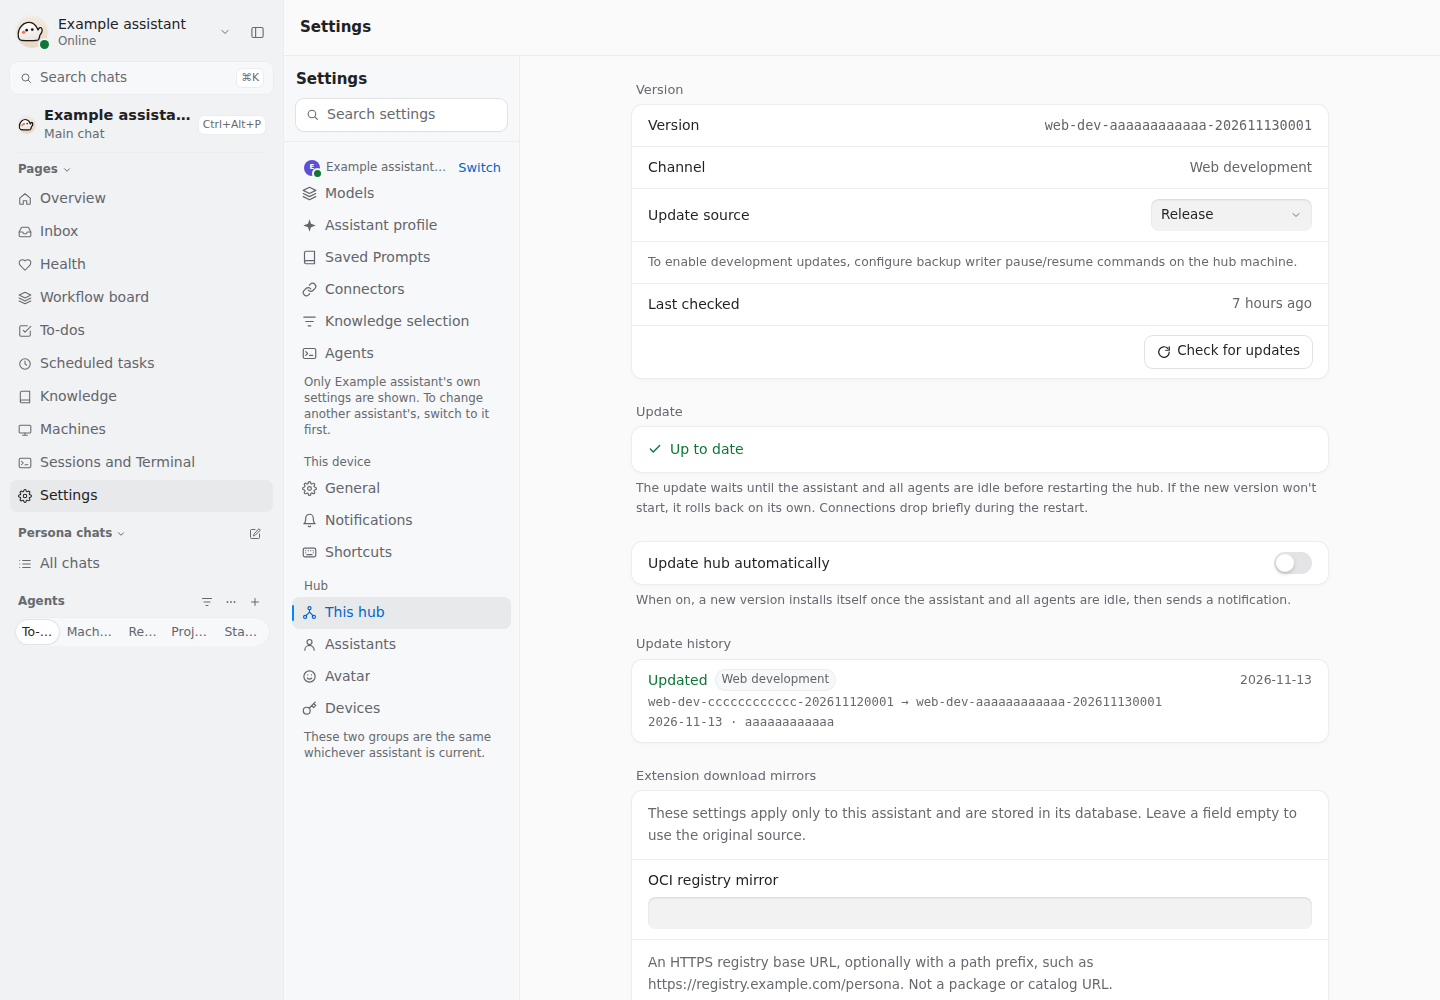 Example assistant
Online
Search chats
⌘K
Example assista...
Main chat
Ctrl+Alt+P
Pages
Overview
Inbox
Health
Workflow board
To-dos
Scheduled tasks
Knowledge
Machines
Sessions and Terminal
Settings
Persona chats
All chats
Agents
To-...
Mach...
Re...
Proj...
Sta...
Settings
Settings
Search settings
E
Example assistant...
Switch
Models
Assistant profile
Saved Prompts
Connectors
Knowledge selection
Agents
Only Example assistant's own
settings are shown. To change
another assistant's, switch to it
first.
This device
General
Notifications
Shortcuts
Hub
This hub
Assistants
Avatar
Devices
These two groups are the same
whichever assistant is current.
Version
Version
web-dev-aaaaaaaaaaaa-202611130001
Channel
Web development
Update source
Release
To enable development updates, configure backup writer pause/resume commands on the hub machine.
Last checked
7 hours ago
Check for updates
Update
Up to date
The update waits until the assistant and all agents are idle before restarting the hub. If the new version won't
start, it rolls back on its own. Connections drop briefly during the restart.
Update hub automatically
When on, a new version installs itself once the assistant and all agents are idle, then sends a notification.
Update history
Updated
Web development
2026-11-13
web-dev-cccccccccccc-202611120001 → web-dev-aaaaaaaaaaaa-202611130001
2026-11-13 · aaaaaaaaaaaa
Extension download mirrors
These settings apply only to this assistant and are stored in its database. Leave a field empty to
use the original source.
OCI registry mirror
An HTTPS registry base URL, optionally with a path prefix, such as
https://registry.example.com/persona. Not a package or catalog URL.